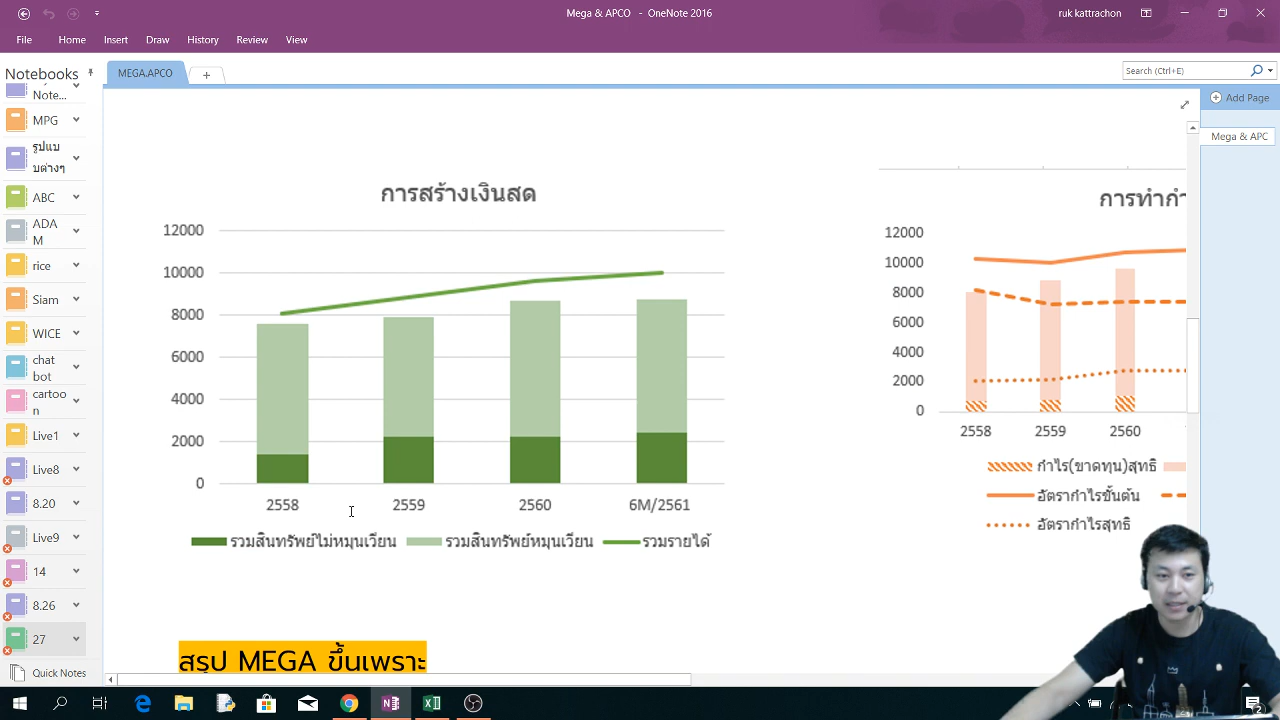 Mega & APCO - OneNote 2016
ruk kattrachon
File Home Insert Draw History Review View
Notebooks
MEGA.APCO
Search (Ctrl+E)
Add Page
Mega & APC
Note...
MPG
รูปแบ
บต่างๆ
ABC
ADA
M
rice
Siam
WICE
chat
bot
cartoo
n
Live1
Live8
8.20
Live9
14
8.26
27
Quick Notes
การสร้างเงินสด
12000
10000
8000
6000
4000
2000
0
2558 2559 2560 6M/2561
รวมสินทรัพย์ไม่หมุนเวียน รวมสินทรัพย์หมุนเวียน รวมรายได้
สรุป MEGA ขึ้นเพราะ
การทำกำ
12000
10000
8000
6000
4000
2000
0
2558 2559 2560
กำไร(ขาดทุน)สุทธิ
อัตรากำไรขั้นต้น
อัตรากำไรสุทธิ